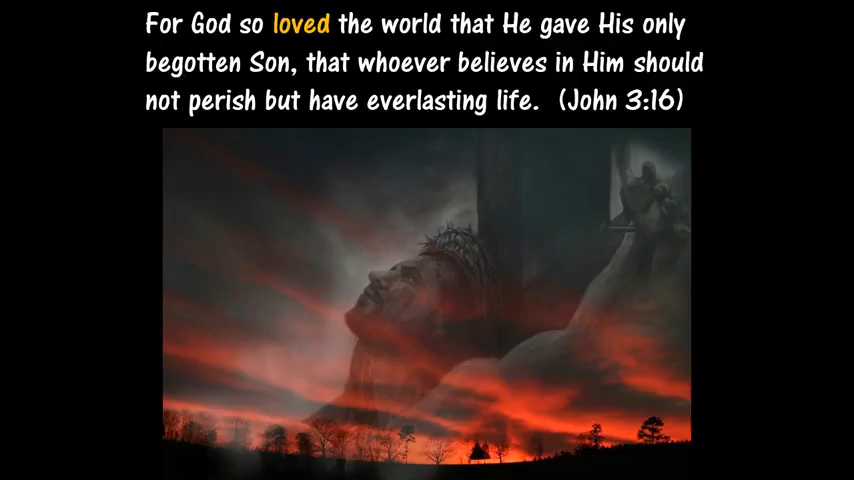 For God so loved the world that He gave His only
begotten Son, that whoever believes in Him should
not perish but have everlasting life.  (John 3:16)